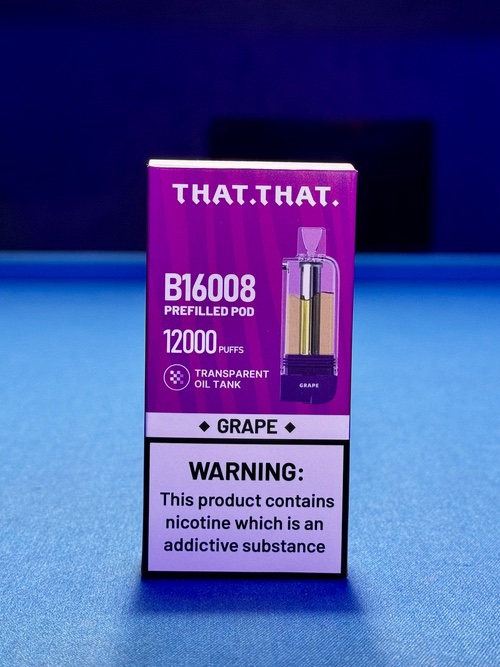 THAT.THAT.
B16008
PREFILLED POD
12000 PUFFS
TRANSPARENT
OIL TANK
GRAPE
◆ GRAPE ◆
WARNING:
This product contains
nicotine which is an
addictive substance